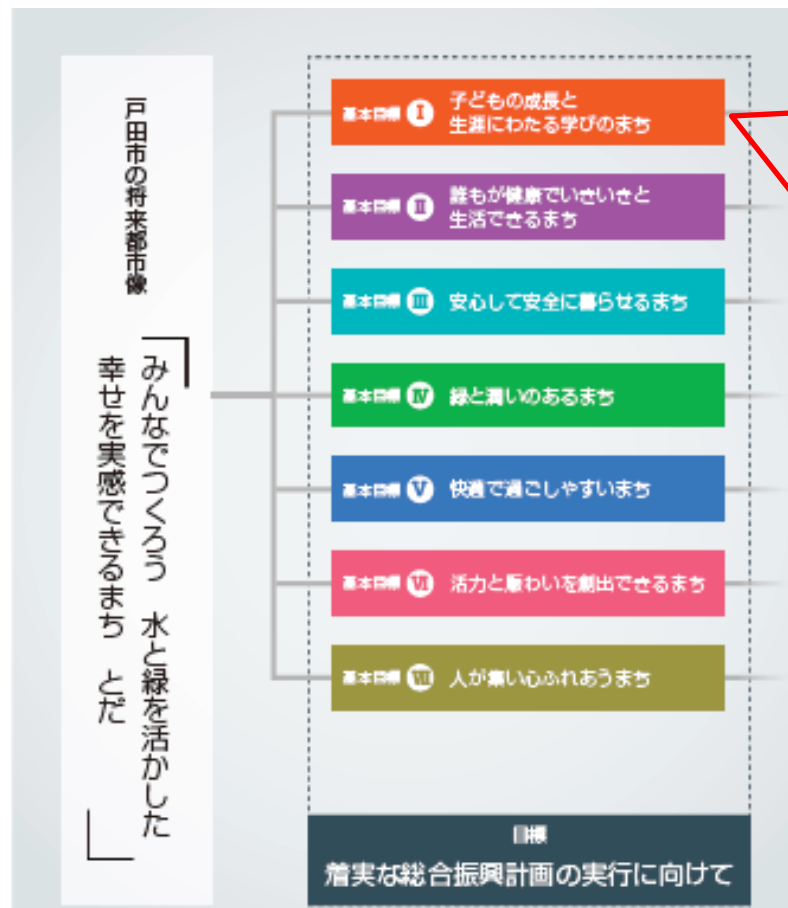 戸田市の将来都市像
「みんなでつくろう 水と緑を活かした
幸せを実感できるまち とだ」
基本目標 I 子どもの成長と
生涯にわたる学びのまち
基本目標 II 誰もが健康でいきいきと
生活できるまち
基本目標 III 安心して安全に暮らせるまち
基本目標 IV 緑と潤いのあるまち
基本目標 V 快適で過ごしやすいまち
基本目標 VI 活力と賑わいを創出できるまち
基本目標 VII 人が集い心ふれあうまち
目標
着実な総合振興計画の実行に向けて